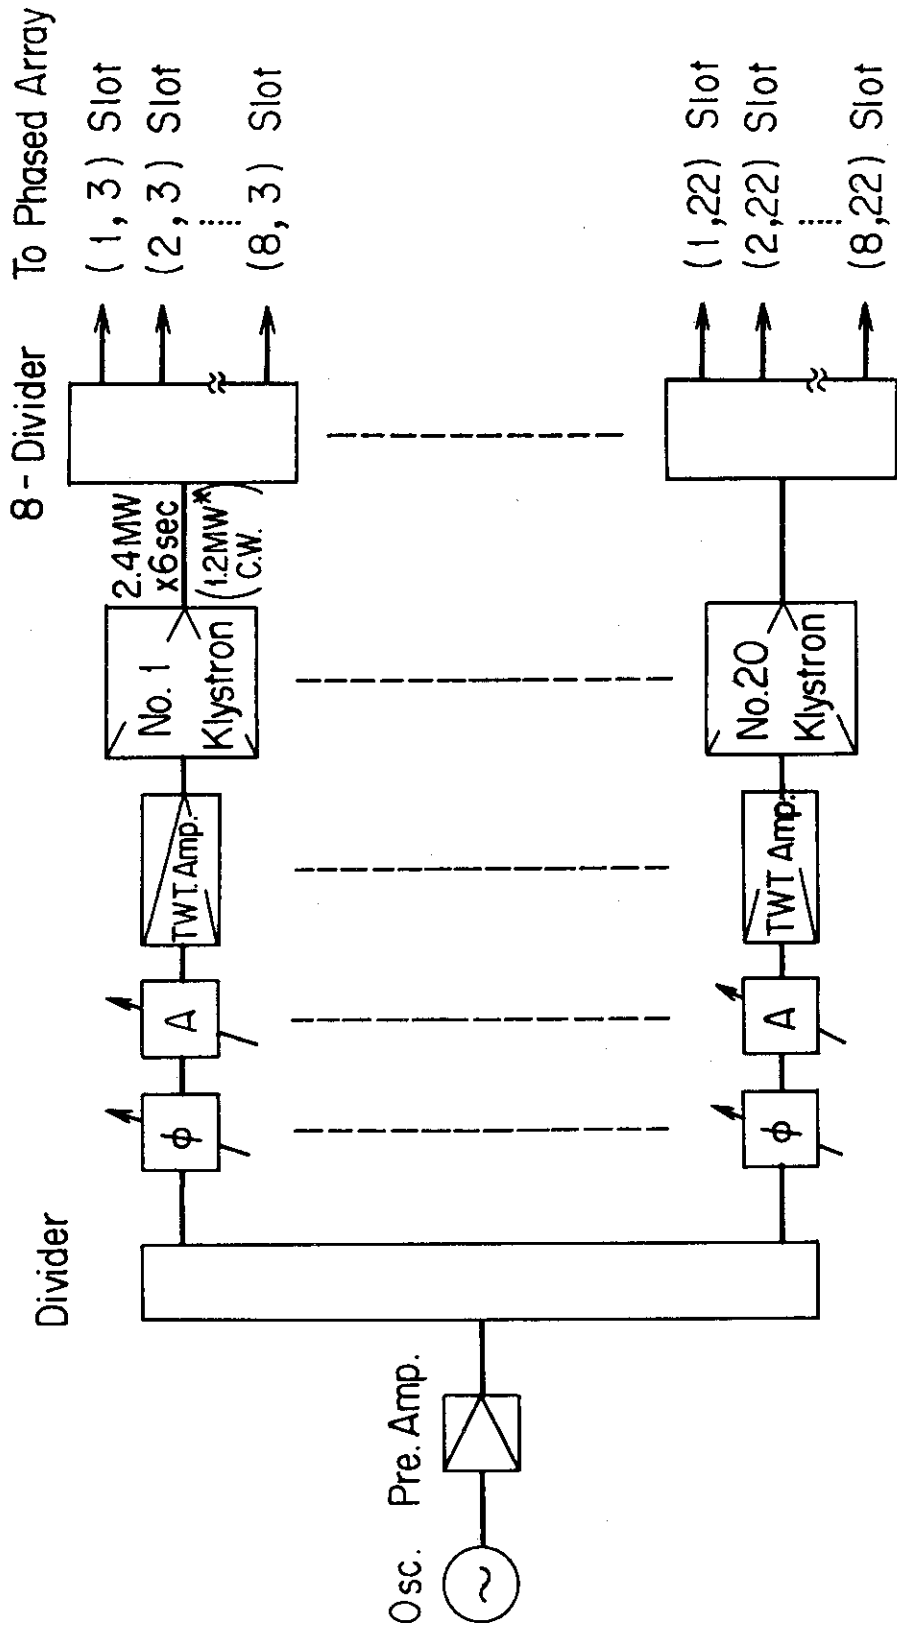 Osc.
Pre. Amp.
Divider
ϕ
A
TWT. Amp.
No. 1
Klystron
2.4MW
x6sec
(1.2MW*)
C.W.
8-Divider
To Phased Array
(1, 3) Slot
(2, 3) Slot
(8, 3) Slot
ϕ
A
TWT Amp.
No.20
Klystron
(1,22) Slot
(2,22) Slot
(8,22) Slot